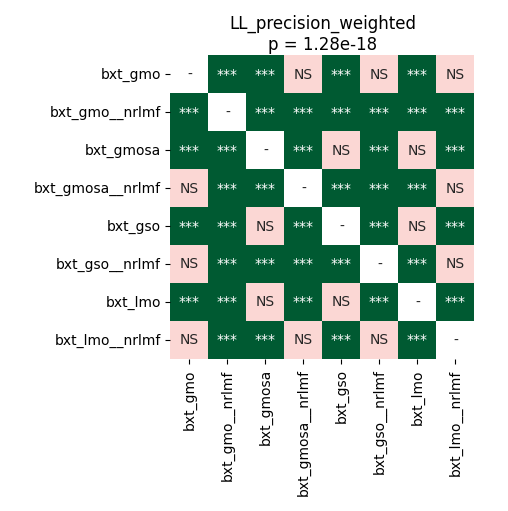 LL_precision_weighted
p = 1.28e-18
bxt_gmo - *** *** NS *** NS *** NS
bxt_gmo__nrlmf *** - *** *** *** *** *** ***
bxt_gmosa *** *** - *** NS *** NS ***
bxt_gmosa__nrlmf NS *** *** - *** *** *** NS
bxt_gso *** *** NS *** - *** NS ***
bxt_gso__nrlmf NS *** *** *** *** - *** NS
bxt_lmo *** *** NS *** NS *** - ***
bxt_lmo__nrlmf NS *** *** NS *** NS *** -
bxt_gmo
bxt_gmo__nrlmf
bxt_gmosa
bxt_gmosa__nrlmf
bxt_gso
bxt_gso__nrlmf
bxt_lmo
bxt_lmo__nrlmf